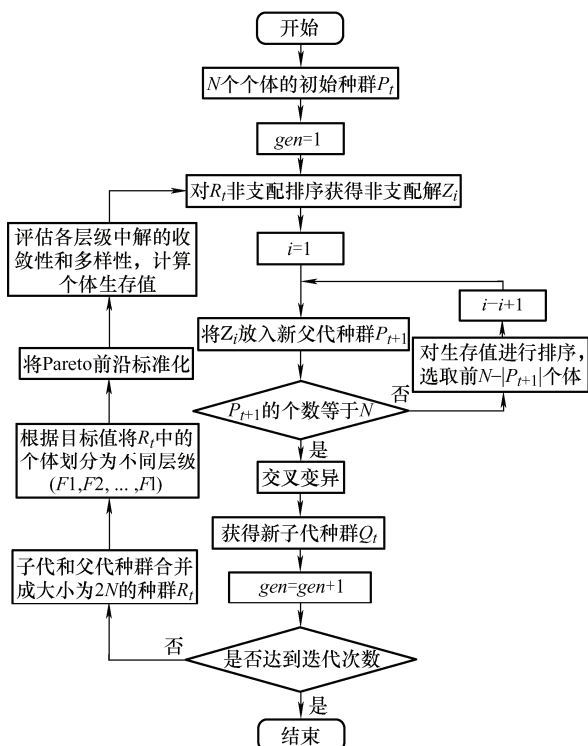 开始
N个个体的初始种群Pt
gen=1
对Rt非支配排序获得非支配解Zi
评估各层级中解的收
敛性和多样性，计算
个体生存值
i=1
i−i+1
将Zi放入新父代种群Pt+1
对生存值进行排序，
选取前N−|Pt+1|个体
将Pareto前沿标准化
Pt+1的个数等于N
否
是
根据目标值将Rt中的
个体划分为不同层级
(F1,F2, ... ,Fl)
交叉变异
获得新子代种群Qt
子代和父代种群合并
成大小为2N的种群Rt
gen=gen+1
否
是否达到迭代次数
是
结束